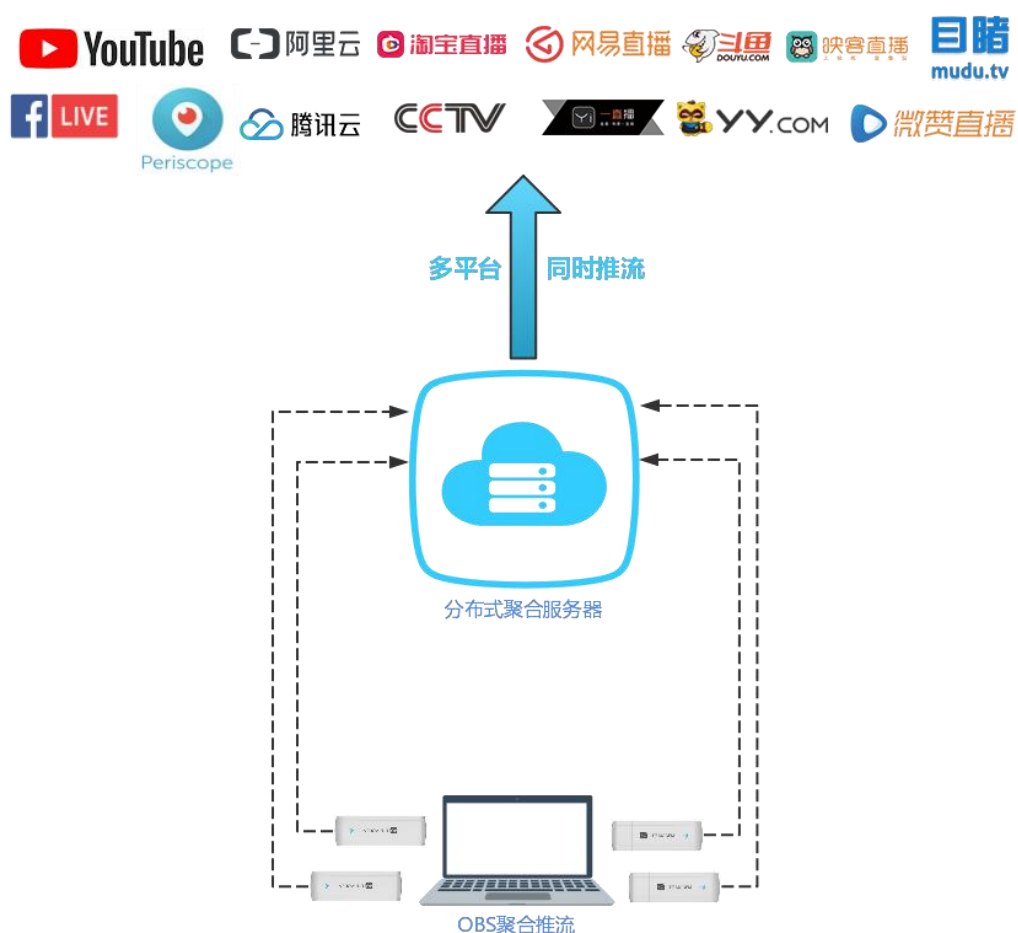 YouTube
阿里云
淘宝直播
网易直播
斗鱼
DOUYU.COM
映客直播
目睹
mudu.tv
f LIVE
Periscope
腾讯云
CCTV
Yi 一直播
YY.COM
微赞直播
多平台 同时推流
分布式聚合服务器
OBS聚合推流